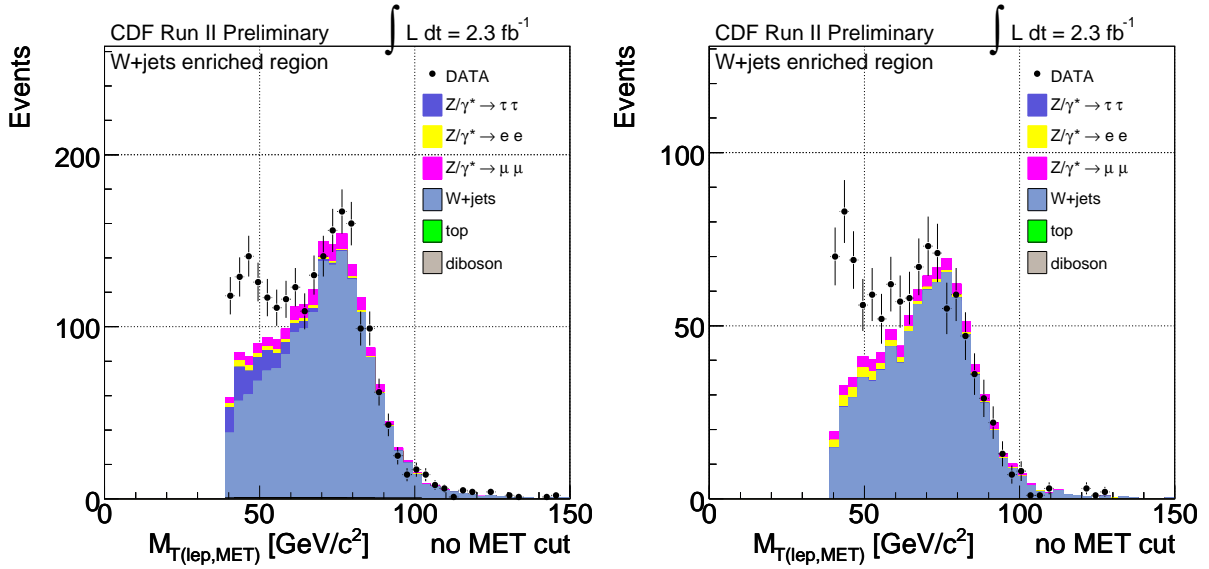 CDF Run II Preliminary
∫ L dt = 2.3 fb⁻¹
W+jets enriched region
Events
200
100
0
DATA
Z/γ* → τ τ
Z/γ* → e e
Z/γ* → μ μ
W+jets
top
diboson
0 50 100 150
M_T(lep,MET) [GeV/c²] no MET cut
CDF Run II Preliminary
∫ L dt = 2.3 fb⁻¹
W+jets enriched region
Events
100
50
0
DATA
Z/γ* → τ τ
Z/γ* → e e
Z/γ* → μ μ
W+jets
top
diboson
0 50 100 150
M_T(lep,MET) [GeV/c²] no MET cut